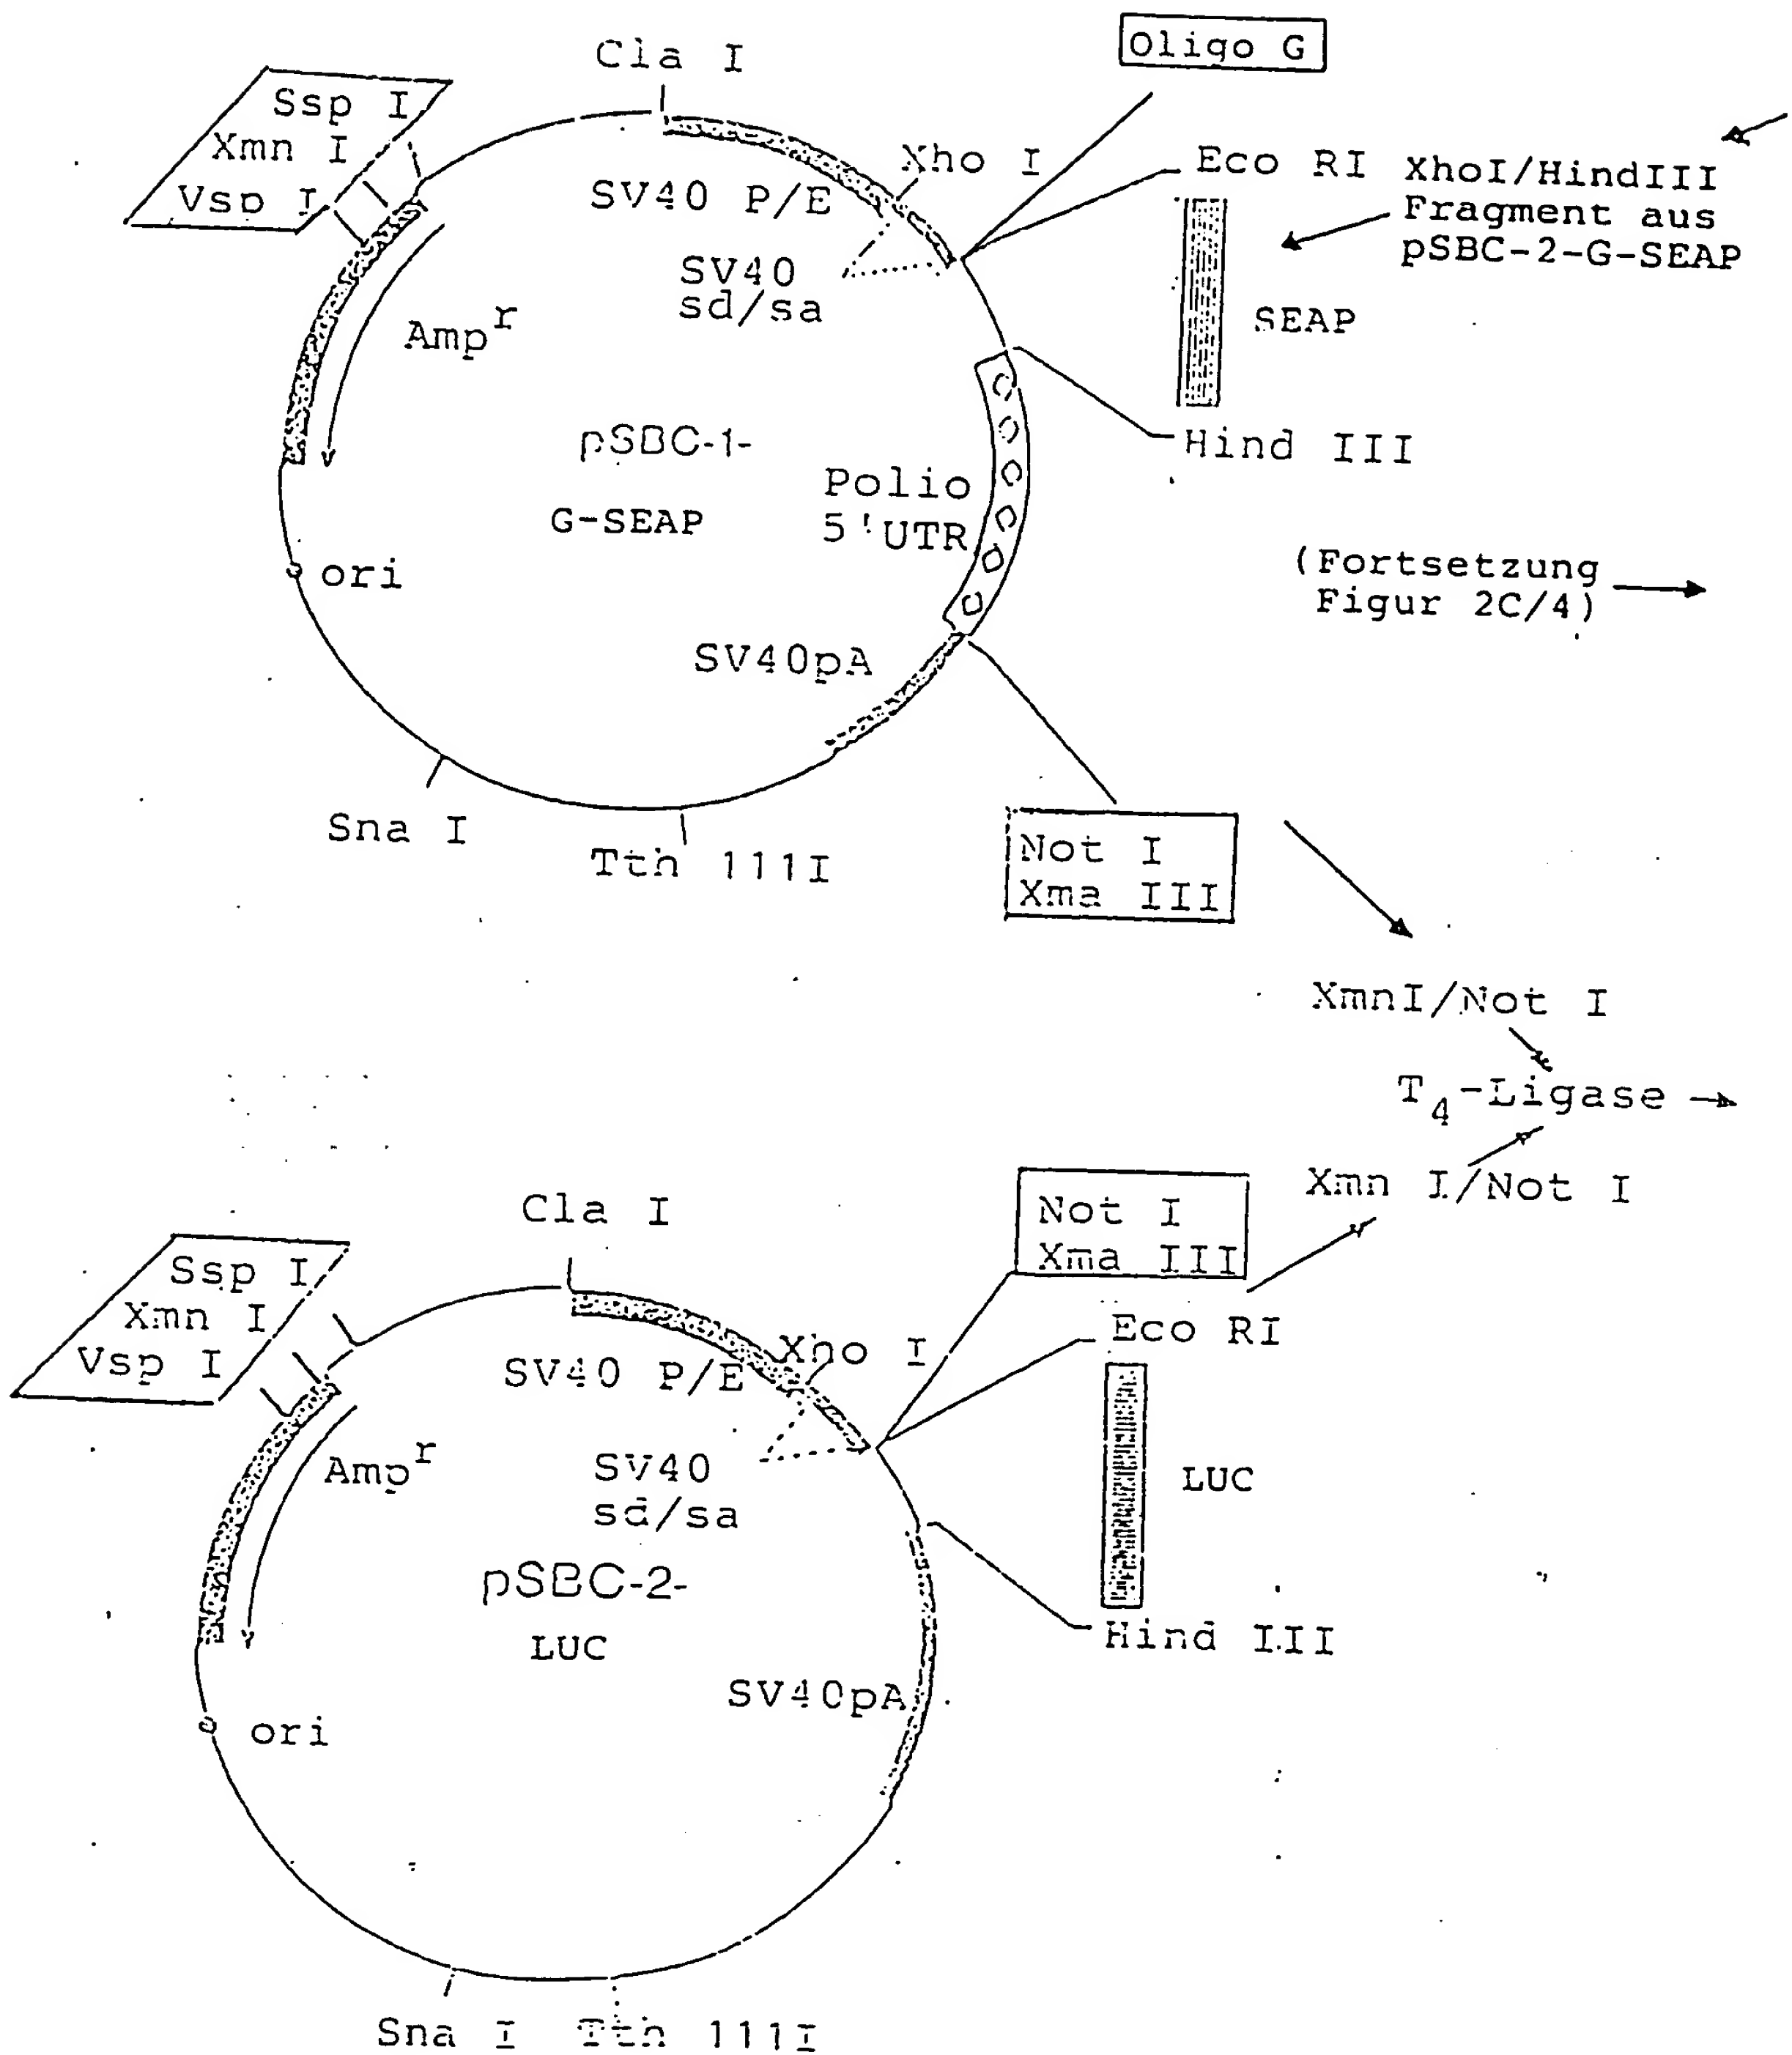 Oligo G
Cla I
Ssp I
Xmn I
Vsp I
Xho I
Eco RI
XhoI/HindIII
Fragment aus
pSBC-2-G-SEAP
SV40 P/E
SV40
sd/sa
SEAP
Amp^r
Hind III
pSBC-1-
G-SEAP
Polio
5'UTR
ori
(Fortsetzung
Figur 2C/4)
SV40pA
Sna I
Tth 111I
Not I
Xma III
XmnI/Not I
T4-Ligase
Xmn I/Not I
Cla I
Not I
Xma III
Ssp I
Xmn I
Vsp I
Xho I
Eco RI
SV40 P/E
SV40
sd/sa
LUC
Amp^r
pSBC-2-
LUC
Hind III
SV40pA
ori
Sna I
Tth 111I